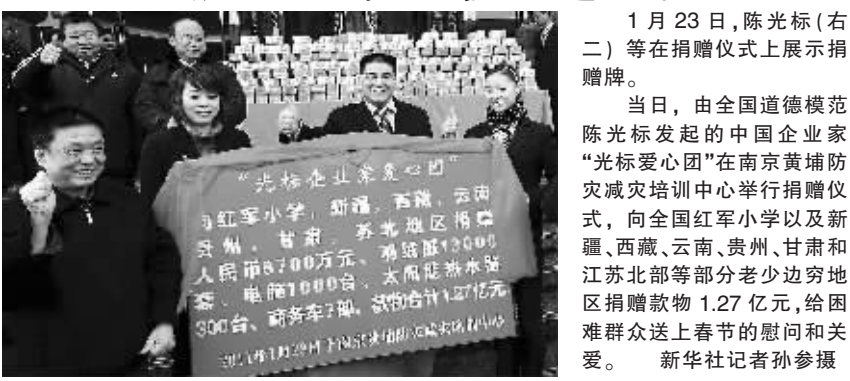 “光标企业家爱心团”
向红军小学、新疆、西藏、云南
贵州、甘肃、苏北地区捐赠
人民币8700万元、羽绒服13000
套、电脑1000台、太阳能热水器
300台、商务车7部,款物合计1.27亿元
1月23日,陈光标(右
二)等在捐赠仪式上展示捐
赠牌。
当日,由全国道德模范
陈光标发起的中国企业家
“光标爱心团”在南京黄埔防
灾减灾培训中心举行捐赠仪
式,向全国红军小学以及新
疆、西藏、云南、贵州、甘肃和
江苏北部等部分老少边穷地
区捐赠款物 1.27 亿元,给困
难群众送上春节的慰问和关
爱。 新华社记者孙参摄